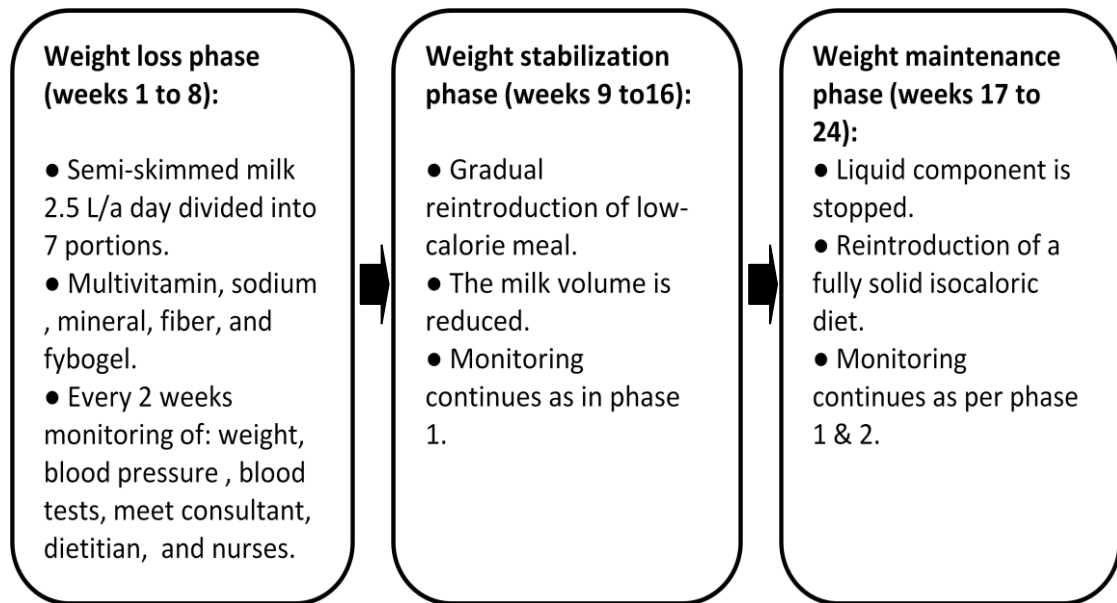 Weight loss phase
(weeks 1 to 8):
● Semi-skimmed milk
2.5 L/a day divided into
7 portions.
● Multivitamin, sodium
, mineral, fiber, and
fybogel.
● Every 2 weeks
monitoring of: weight,
blood pressure , blood
tests, meet consultant,
dietitian,  and nurses.
Weight stabilization
phase (weeks 9 to16):
● Gradual
reintroduction of low-
calorie meal.
● The milk volume is
reduced.
● Monitoring
continues as in phase
1.
Weight maintenance
phase (weeks 17 to
24):
● Liquid component is
stopped.
● Reintroduction of a
fully solid isocaloric
diet.
● Monitoring
continues as per phase
1 & 2.